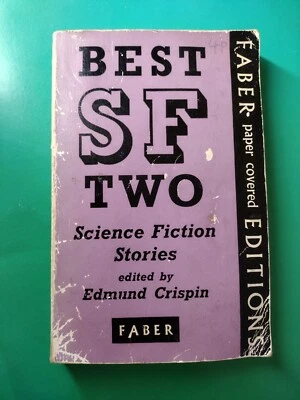 BEST
SF
TWO
Science Fiction
Stories
edited by
Edmund Crispin
FABER
FABER paper covered EDITIONS